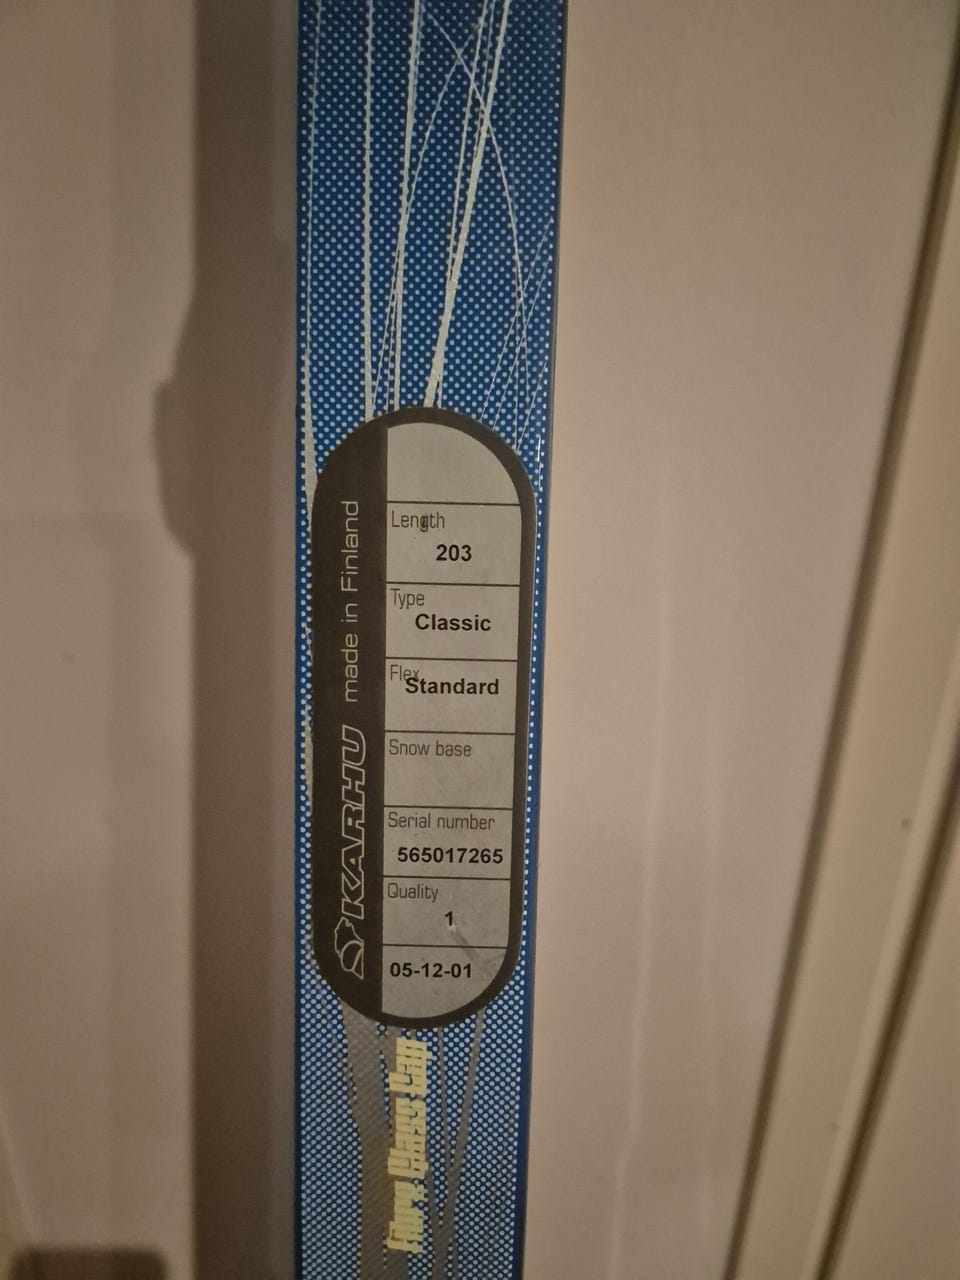 KARHU made in Finland
Length
203
Type
Classic
Flex
Standard
Snow base
Serial number
565017265
Quality
1
05-12-01